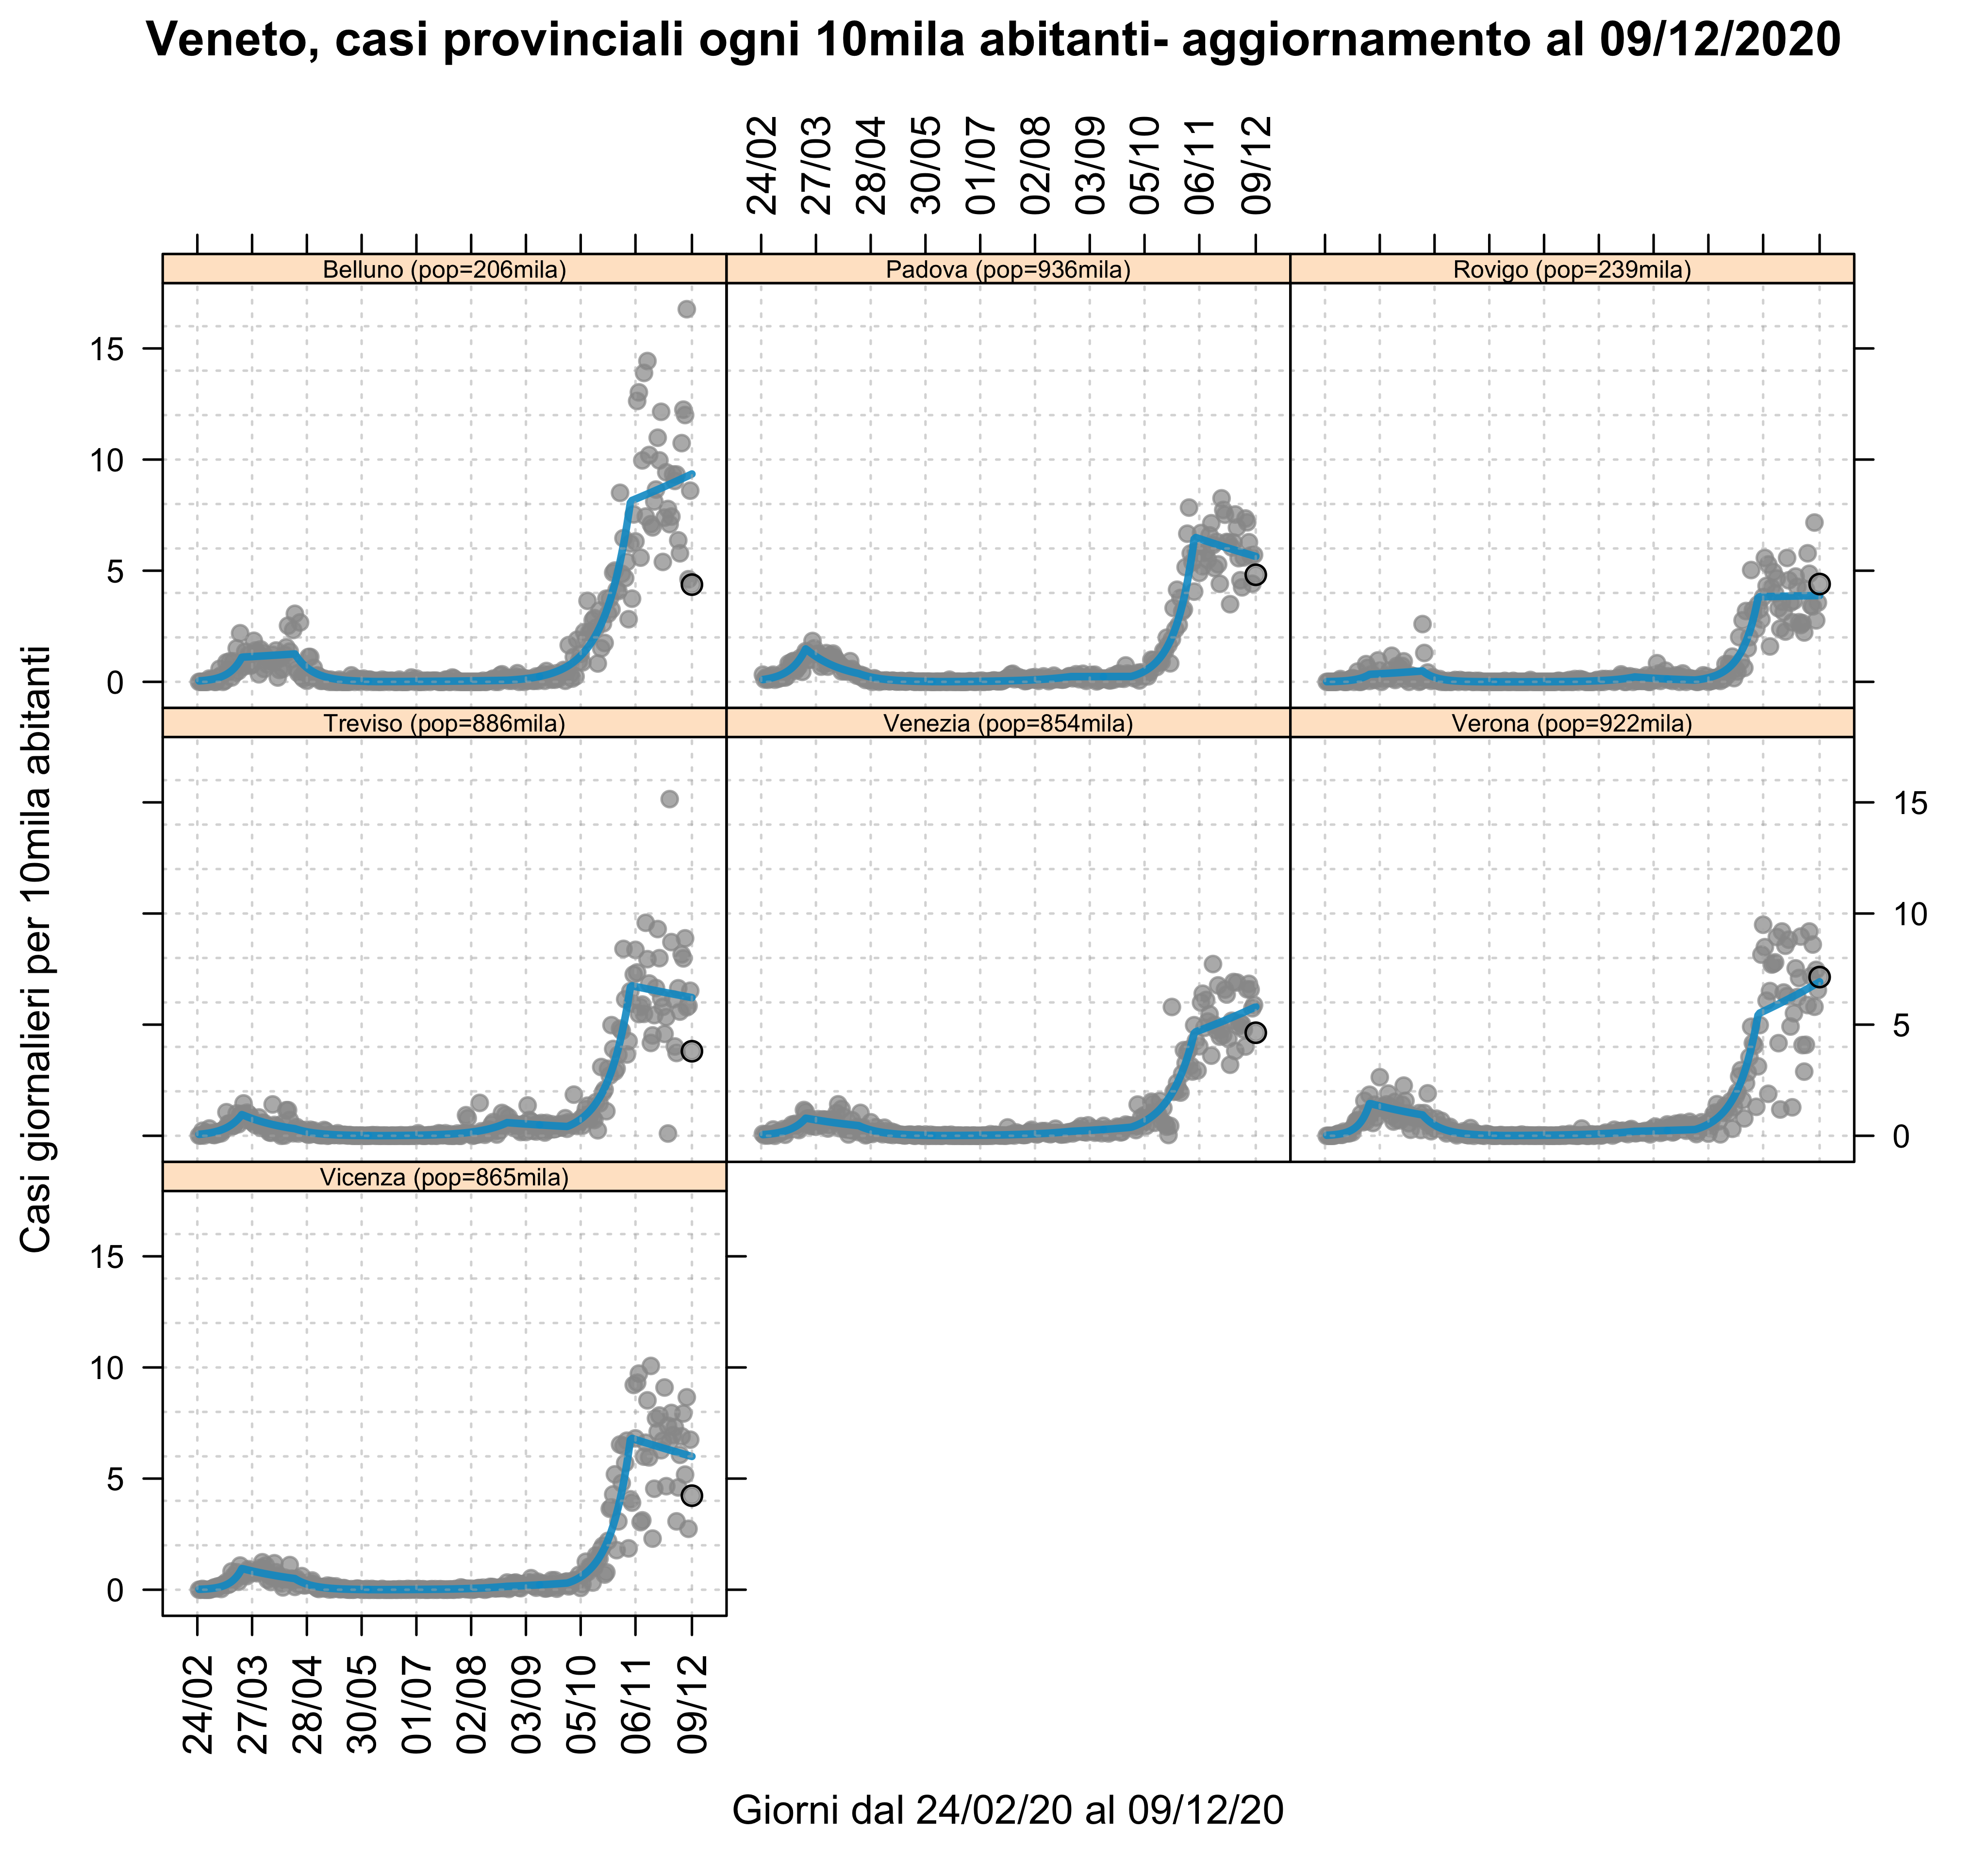 Veneto, casi provinciali ogni 10mila abitanti- aggiornamento al 09/12/2020
24/02 27/03 28/04 30/05 01/07 02/08 03/09 05/10 06/11 09/12
Belluno (pop=206mila) Padova (pop=936mila) Rovigo (pop=239mila)
15
10
5
0
Treviso (pop=886mila) Venezia (pop=854mila) Verona (pop=922mila)
15
10
5
0
Vicenza (pop=865mila)
15
10
5
0
Casi giornalieri per 10mila abitanti
24/02 27/03 28/04 30/05 01/07 02/08 03/09 05/10 06/11 09/12
Giorni dal 24/02/20 al 09/12/20